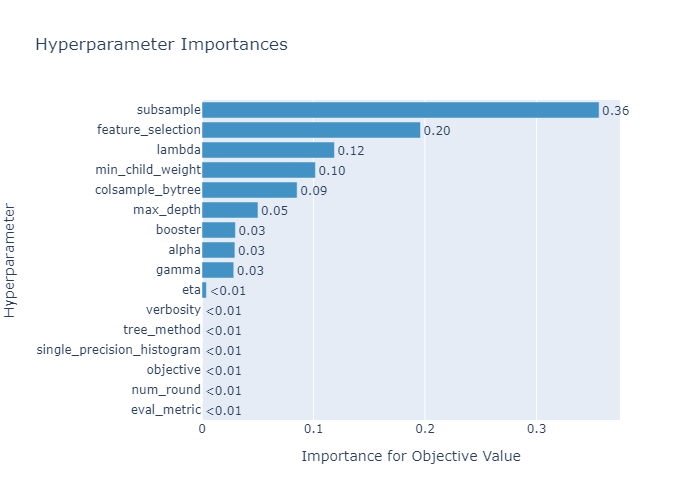 Hyperparameter Importances
Hyperparameter
subsample 0.36
feature_selection 0.20
lambda 0.12
min_child_weight 0.10
colsample_bytree 0.09
max_depth 0.05
booster 0.03
alpha 0.03
gamma 0.03
eta <0.01
verbosity <0.01
tree_method <0.01
single_precision_histogram <0.01
objective <0.01
num_round <0.01
eval_metric <0.01
0 0.1 0.2 0.3
Importance for Objective Value